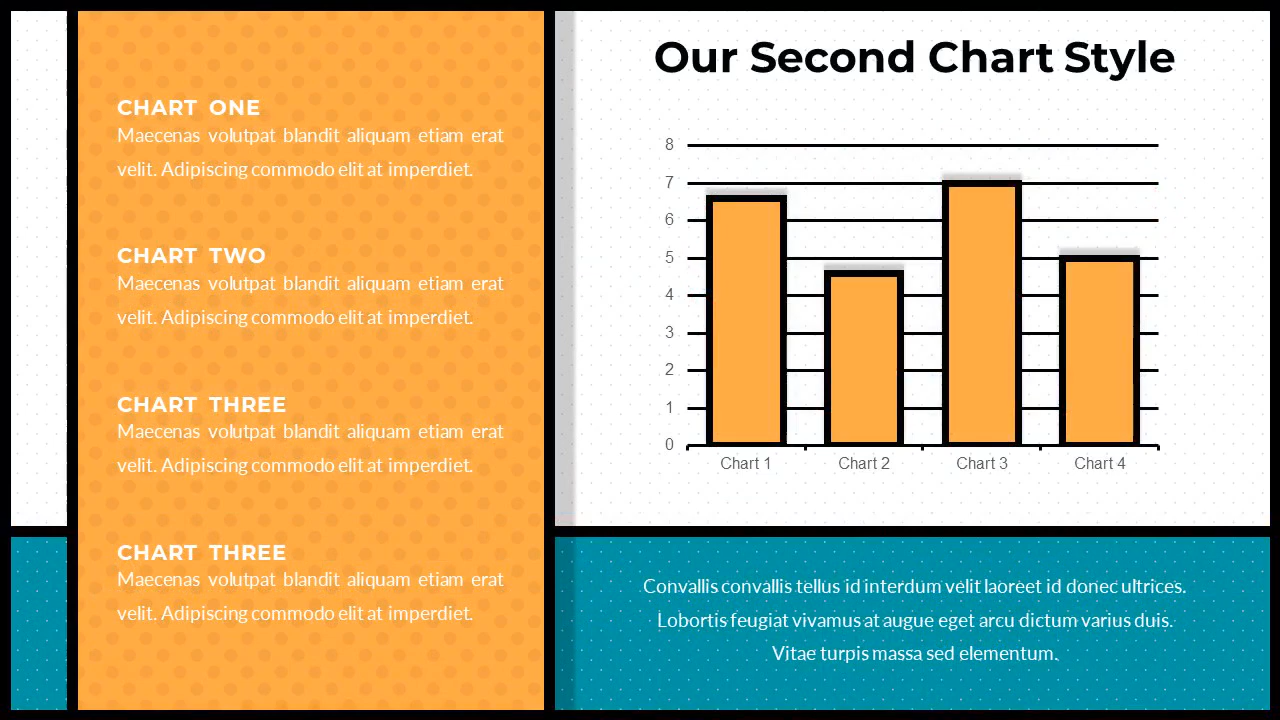 CHART ONE
Maecenas volutpat blandit aliquam etiam erat
velit. Adipiscing commodo elit at imperdiet.
CHART TWO
Maecenas volutpat blandit aliquam etiam erat
velit. Adipiscing commodo elit at imperdiet.
CHART THREE
Maecenas volutpat blandit aliquam etiam erat
velit. Adipiscing commodo elit at imperdiet.
CHART THREE
Maecenas volutpat blandit aliquam etiam erat
velit. Adipiscing commodo elit at imperdiet.
Our Second Chart Style
8
7
6
5
4
3
2
1
0
Chart 1 Chart 2 Chart 3 Chart 4
Convallis convallis tellus id interdum velit laoreet id donec ultrices.
Lobortis feugiat vivamus at augue eget arcu dictum varius duis.
Vitae turpis massa sed elementum.